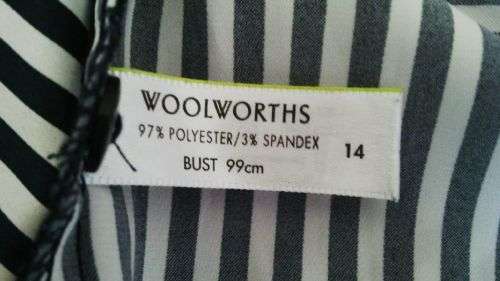 WOOLWORTHS
97% POLYESTER/3% SPANDEX 14
BUST 99cm